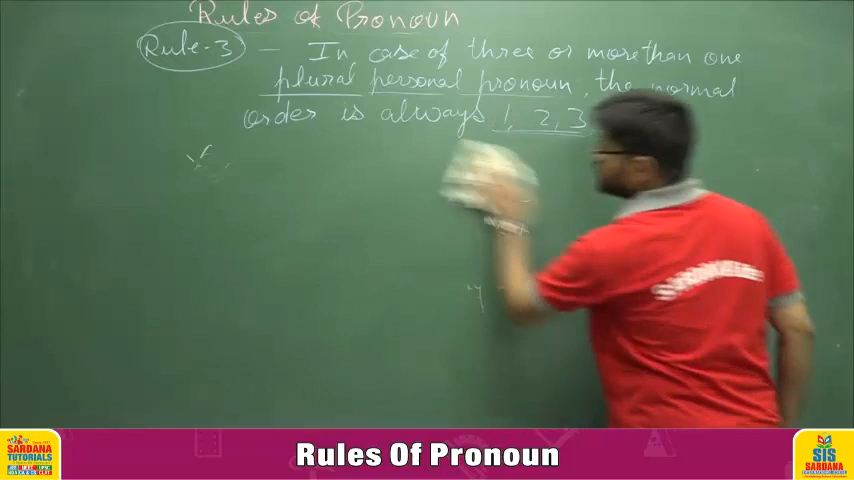 Rules of Pronoun
Rule-3 - In case of three or more than one
plural personal pronoun, the normal
order is always 1, 2, 3
Rules Of Pronoun
SARDANA
TUTORIALS
SIS
SARDANA